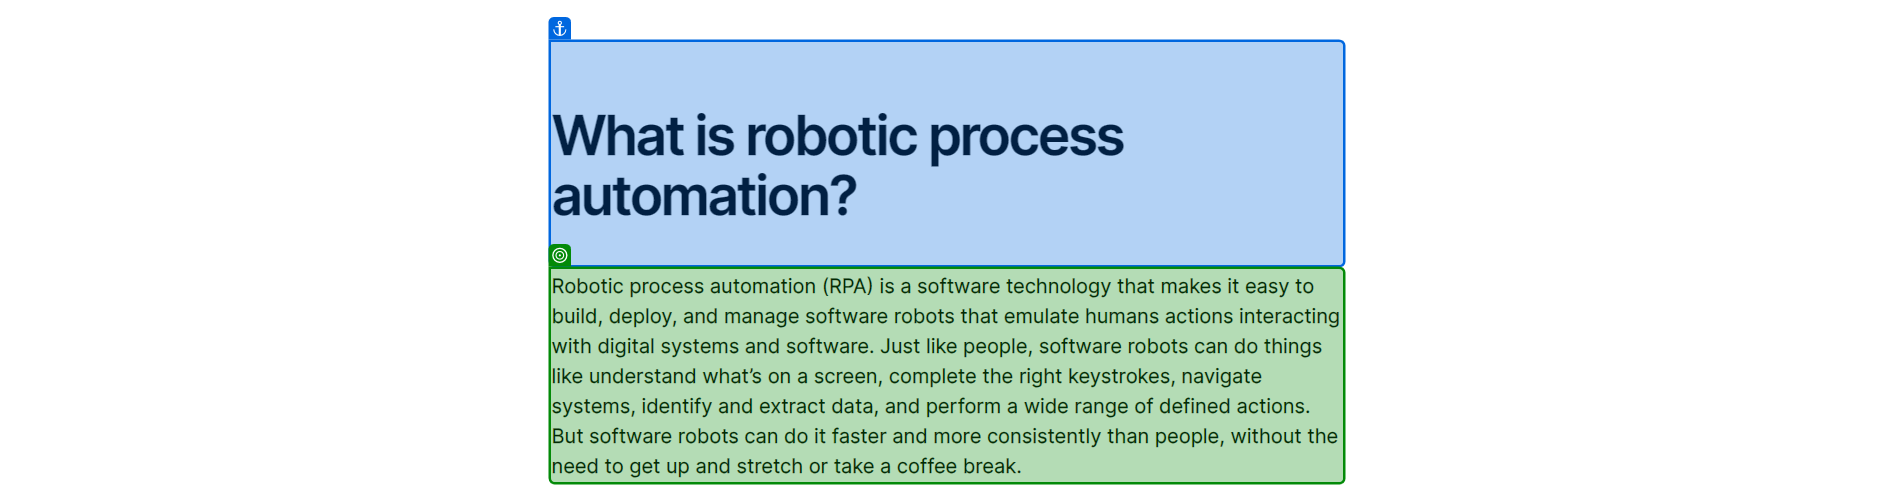 What is robotic process
automation?
Robotic process automation (RPA) is a software technology that makes it easy to
build, deploy, and manage software robots that emulate humans actions interacting
with digital systems and software. Just like people, software robots can do things
like understand what’s on a screen, complete the right keystrokes, navigate
systems, identify and extract data, and perform a wide range of defined actions.
But software robots can do it faster and more consistently than people, without the
need to get up and stretch or take a coffee break.